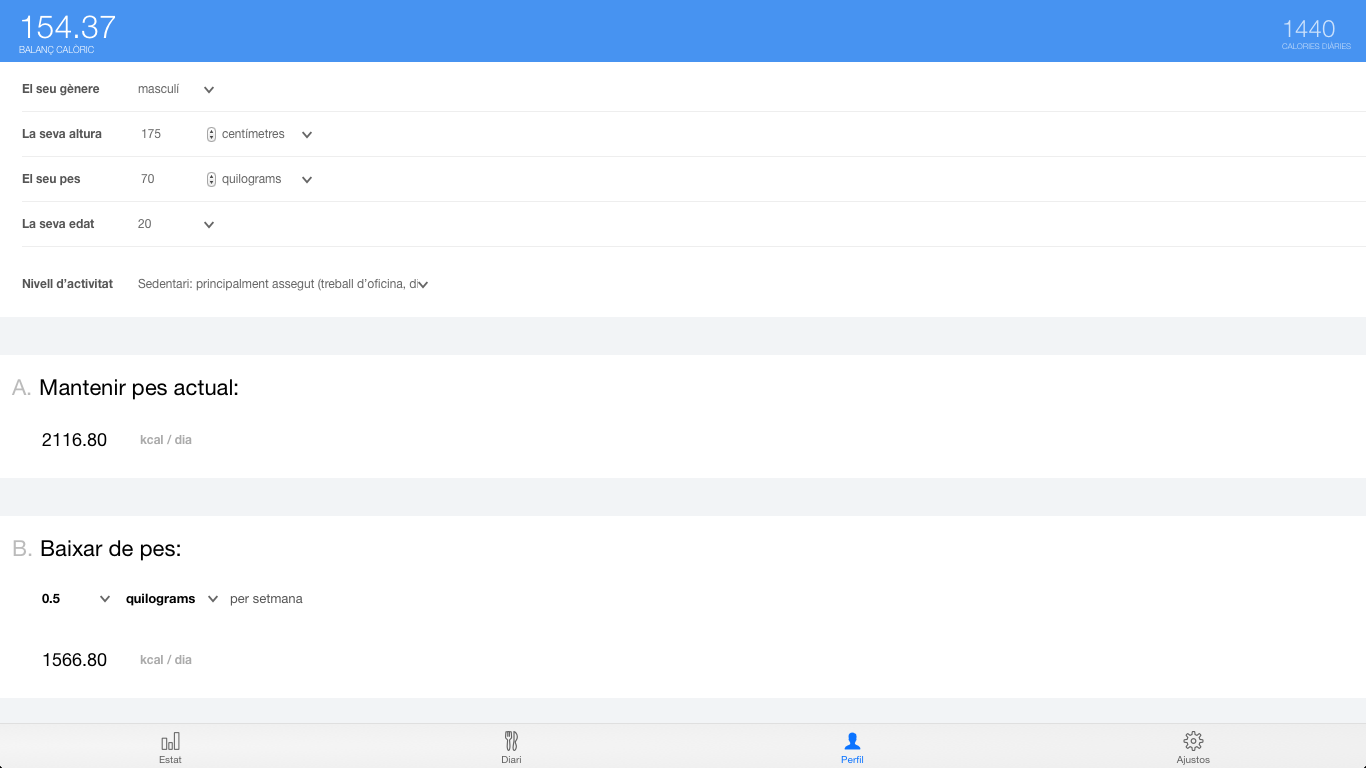 154.37
BALANÇ CALÒRIC
1440
CALORIES DIÀRIES
El seu gènere masculí
La seva altura 175 centímetres
El seu pes 70 quilograms
La seva edat 20
Nivell d'activitat Sedentari: principalment assegut (treball d'oficina, di
A. Mantenir pes actual:
2116.80 kcal / dia
B. Baixar de pes:
0.5 quilograms per setmana
1566.80 kcal / dia
Estat Diari Perfil Ajustos